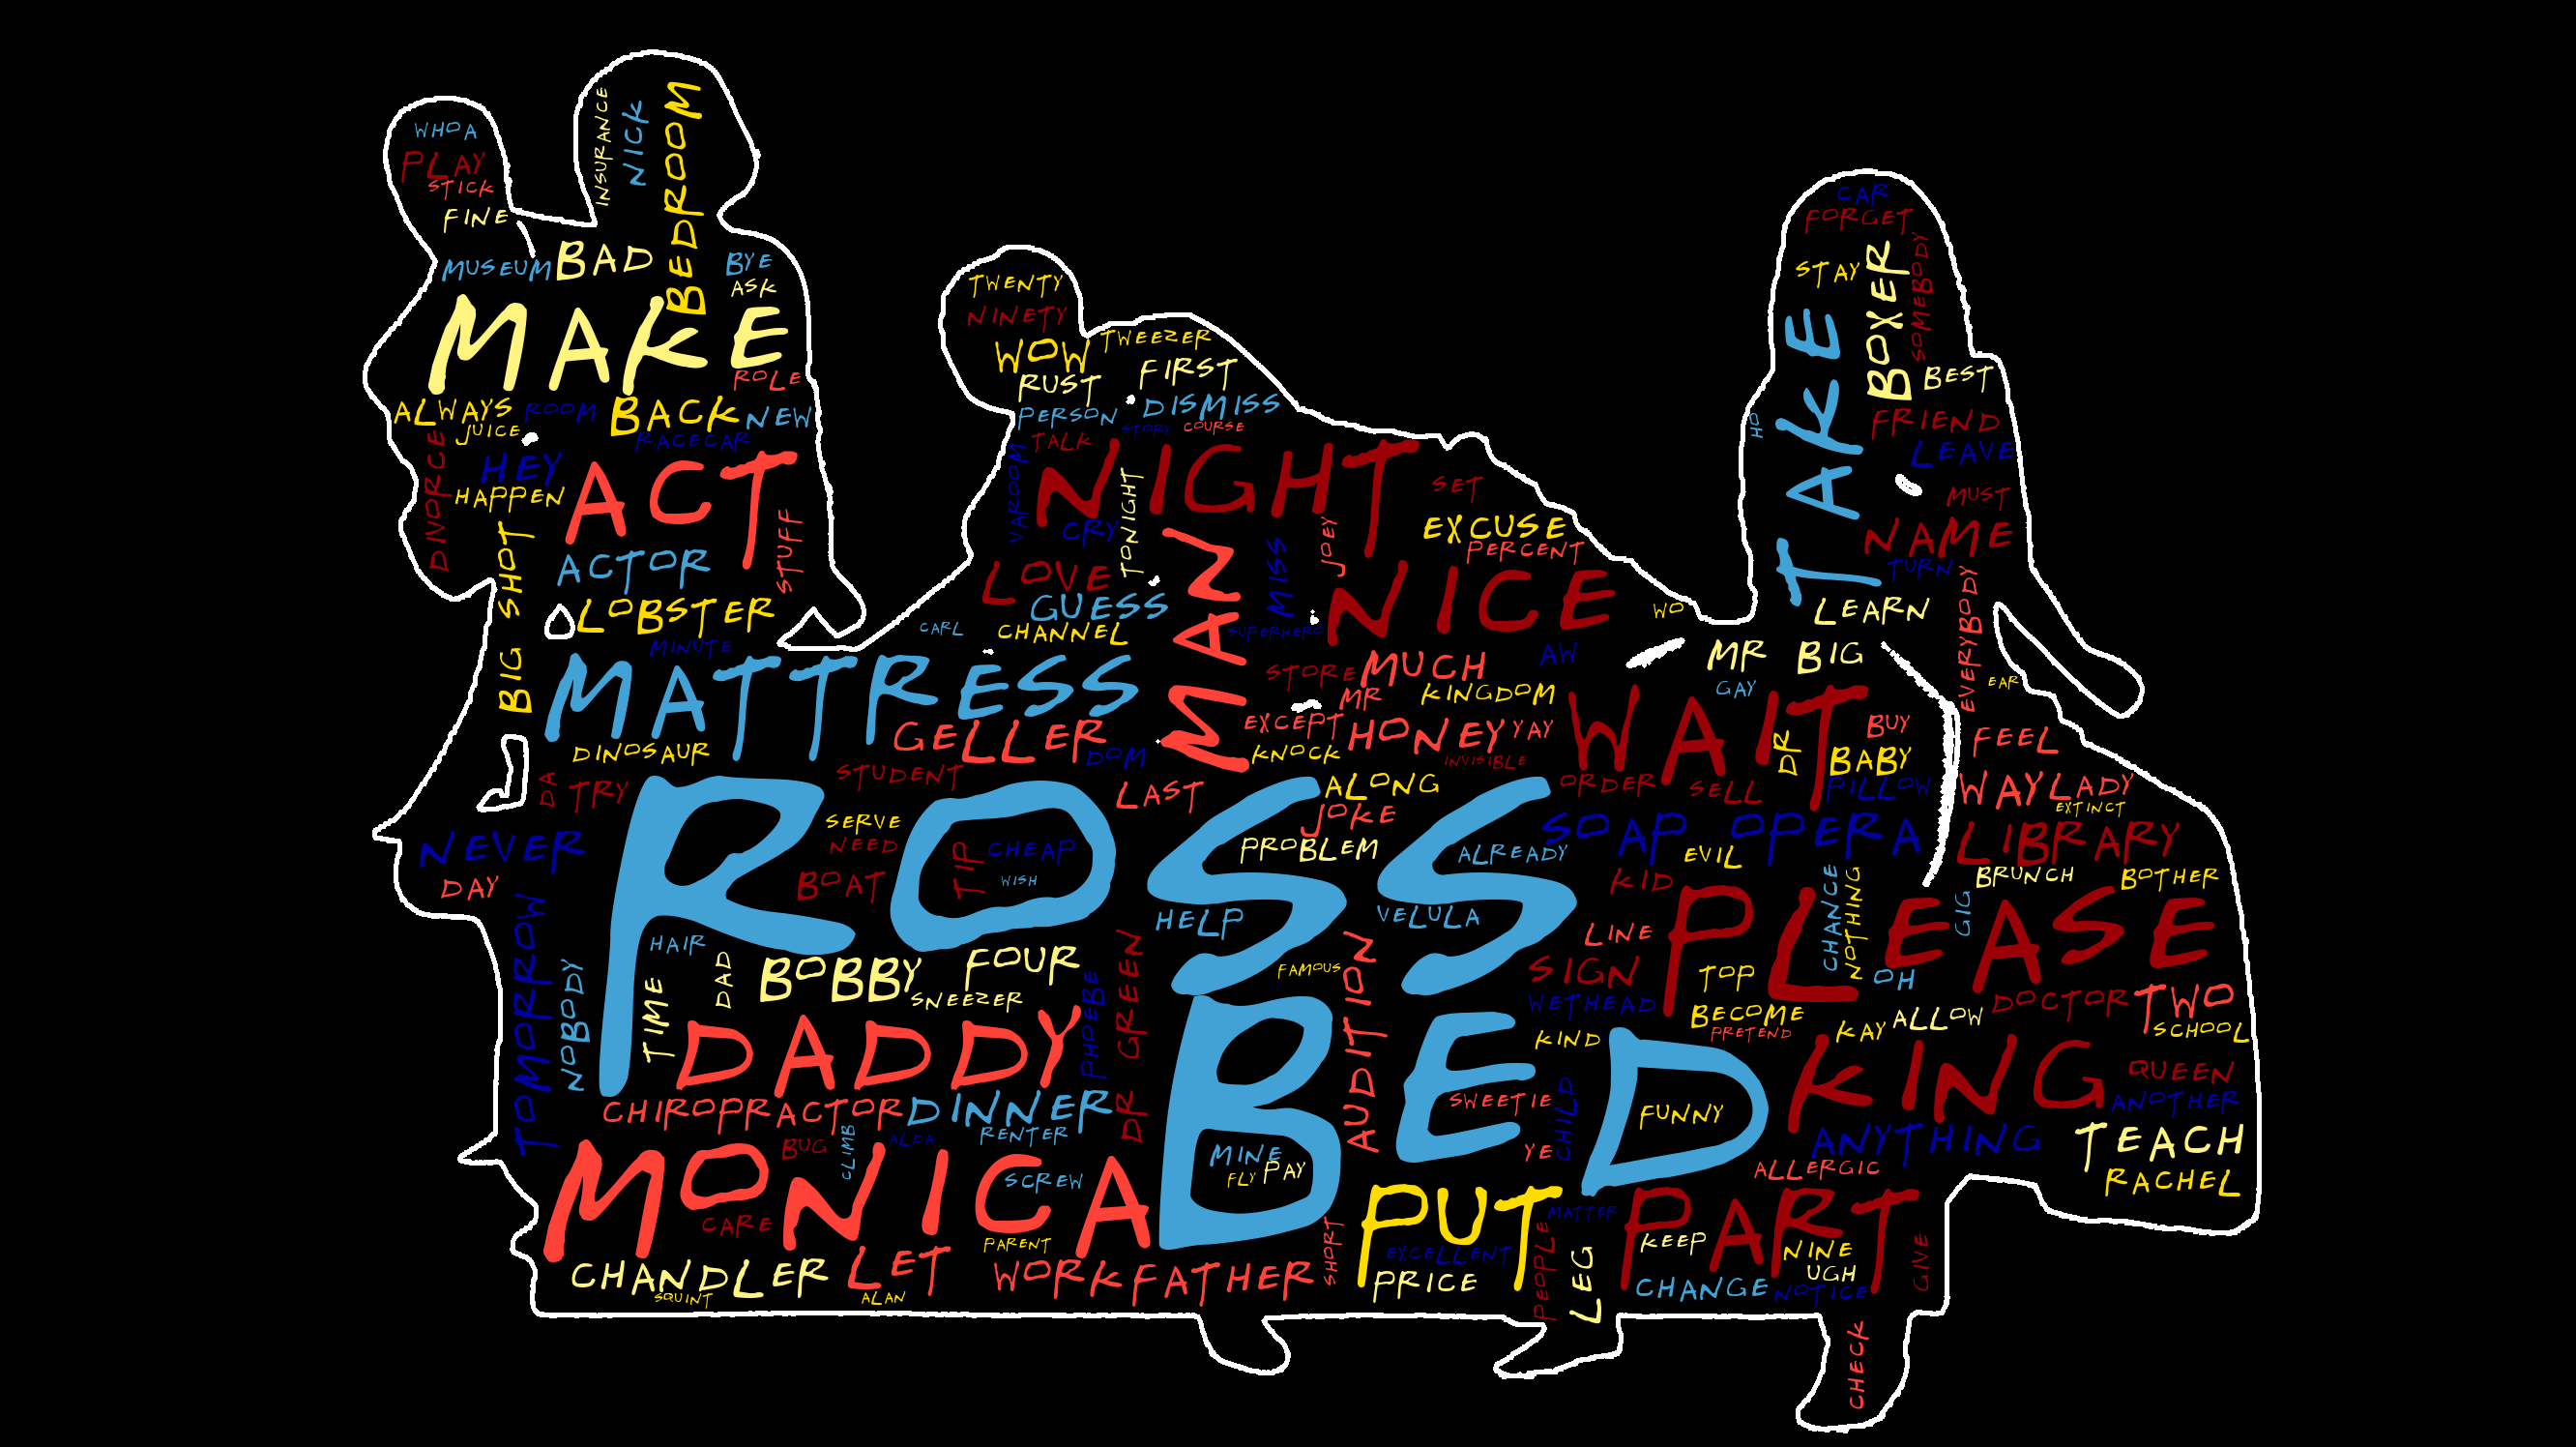 WHOA
PLAY
STICK
FINE
INSURANCE
NICK
BEDROOM
MUSEUM
BAD
BYE
ASK
MAKE
ROLE
ALWAYS
ROOM
BACK
NEW
JUICE
RACECAR
DIVORCE
HEY
HAPPEN
ACT
STUFF
BIG SHOT
ACTOR
LOBSTER
MINUTE
TWENTY
NINETY
WOW
TWEEZER
RUST
FIRST
PERSON
DISMISS
TALK
STORY
COURSE
VAROOM
NIGHT
TONIGHT
CRY
SET
EXCUSE
PERCENT
JOEY
MISS
MAN
LOVE
GUESS
NICE
CARL
CHANNEL
SUPERHERO
WO
AW
CAR
FORGET
STAY
BOXER
SOMEBODY
TAKE
BEST
HO
FRIEND
LEAVE
MUST
NAME
TURN
EVERYBODY
LEARN
MR BIG
GAY
EAR
MATTRESS
STORE
MUCH
MR
KINGDOM
GELLER
EXCEPT
HONEY
YAY
WAIT
BUY
FEEL
DINOSAUR
DOM
KNOCK
INVISIBLE
DR
BABY
DA
TRY
STUDENT
LAST
ALONG
ORDER
SELL
PILLOW
WAY
LADY
EXTINCT
JOKE
ROSS
SERVE
NEED
BOAT
TIP
CHEAP
WISH
PROBLEM
ALREADY
SOAP OPERA
EVIL
LIBRARY
NEVER
DAY
HELP
VELULA
KID
CHANCE
NOTHING
BRUNCH
BOTHER
GIG
LINE
PLEASE
TOMORROW
NOBODY
HAIR
TIME
DAD
BOBBY
FOUR
SNEEZER
FAMOUS
AUDITION
SIGN
TOP
OH
WETHEAD
BECOME
PRETEND
KAY
ALLOW
DOCTOR
TWO
SCHOOL
DADDY
PHOEBE
DR GREEN
BED
KIND
KING
QUEEN
ANOTHER
CHIROPRACTOR
DINNER
RENTER
SWEETIE
CHILD
FUNNY
YE
ANYTHING
TEACH
RACHEL
ALLERGIC
BUG
CLIMB
ALDA
MONICA
SCREW
MINE
FLY
PAY
CARE
PARENT
PUT
MATTER
PART
KEEP
NINE
UGH
GIVE
CHANDLER
SQUINT
LET
ALAN
WORK
FATHER
SHORT
EXCELLENT
PRICE
PEOPLE
LEG
CHANGE
NOTICE
CHECK